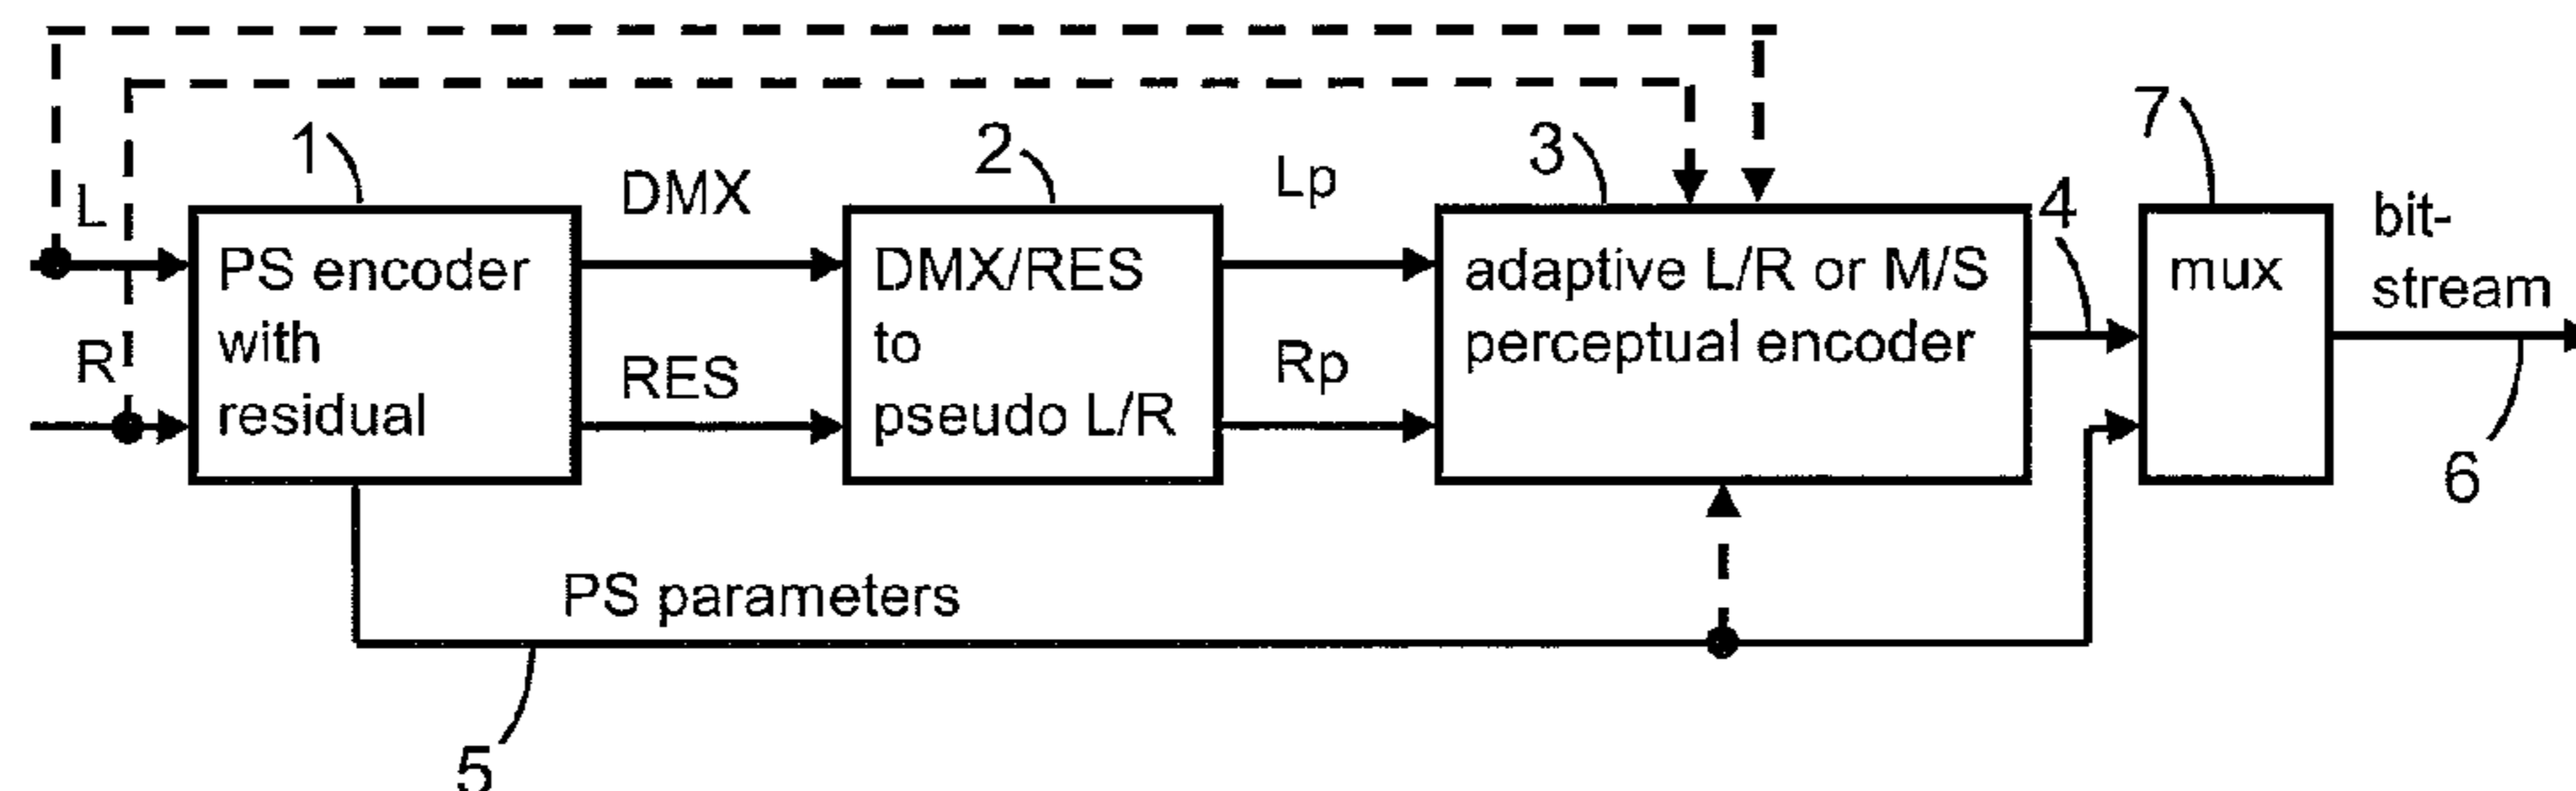 1
2
3
7
L
DMX
Lp
4
bit-
stream
PS encoder
with
residual
DMX/RES
to
pseudo L/R
adaptive L/R or M/S
perceptual encoder
mux
R
RES
Rp
6
PS parameters
5